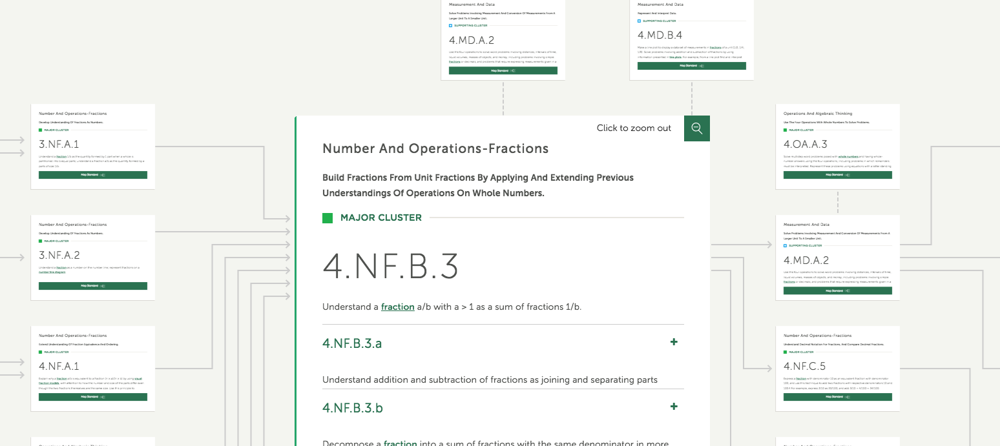 Measurement And Data
Solve Problems Involving Measurement And Conversion Of Measurements From A
Larger Unit To A Smaller Unit.
SUPPORTING CLUSTER
4.MD.A.2
Use the four operations to solve word problems involving distances, intervals of time,
liquid volumes, masses of objects, and money, including problems involving simple
fractions or decimals, and problems that require expressing measurements given in a
Map Standard
Measurement And Data
Represent And Interpret Data.
SUPPORTING CLUSTER
4.MD.B.4
Make a line plot to display a data set of measurements in fractions of a unit (1/2, 1/4,
1/8). Solve problems involving addition and subtraction of fractions by using
information presented in line plots. For example, from a line plot find and interpret
Map Standard
Number And Operations-Fractions
Develop Understanding Of Fractions As Numbers.
MAJOR CLUSTER
3.NF.A.1
Understand a fraction 1/b as the quantity formed by 1 part when a whole is
partitioned into b equal parts; understand a fraction a/b as the quantity formed by a
parts of size 1/b.
Map Standard
Number And Operations-Fractions
Develop Understanding Of Fractions As Numbers.
MAJOR CLUSTER
3.NF.A.2
Understand a fraction as a number on the number line; represent fractions on a
number line diagram
Map Standard
Number And Operations-Fractions
Extend Understanding Of Fraction Equivalence And Ordering.
MAJOR CLUSTER
4.NF.A.1
Explain why a fraction a/b is equivalent to a fraction (n x a)/(n x b) by using visual
fraction models, with attention to how the number and size of the parts differ even
though the two fractions themselves are the same size. Use this principle to
Map Standard
Click to zoom out
Number And Operations-Fractions
Build Fractions From Unit Fractions By Applying And Extending Previous
Understandings Of Operations On Whole Numbers.
MAJOR CLUSTER
4.NF.B.3
Understand a fraction a/b with a > 1 as a sum of fractions 1/b.
4.NF.B.3.a
Understand addition and subtraction of fractions as joining and separating parts
4.NF.B.3.b
Decompose a fraction into a sum of fractions with the same denominator in more
Operations And Algebraic Thinking
Use The Four Operations With Whole Numbers To Solve Problems.
MAJOR CLUSTER
4.OA.A.3
Solve multistep word problems posed with whole numbers and having whole-
number answers using the four operations, including problems in which remainders
must be interpreted. Represent these problems using equations with a letter standing
Map Standard
Measurement And Data
Solve Problems Involving Measurement And Conversion Of Measurements From A
Larger Unit To A Smaller Unit.
SUPPORTING CLUSTER
4.MD.A.2
Use the four operations to solve word problems involving distances, intervals of time,
liquid volumes, masses of objects, and money, including problems involving simple
fractions or decimals, and problems that require expressing measurements given in a
Map Standard
Number And Operations-Fractions
Understand Decimal Notation For Fractions, And Compare Decimal Fractions.
MAJOR CLUSTER
4.NF.C.5
Express a fraction with denominator 10 as an equivalent fraction with denominator
100, and use this technique to add two fractions with respective denominators 10 and
100.4 For example, express 3/10 as 30/100, and add 3/10 + 4/100 = 34/100.
Map Standard